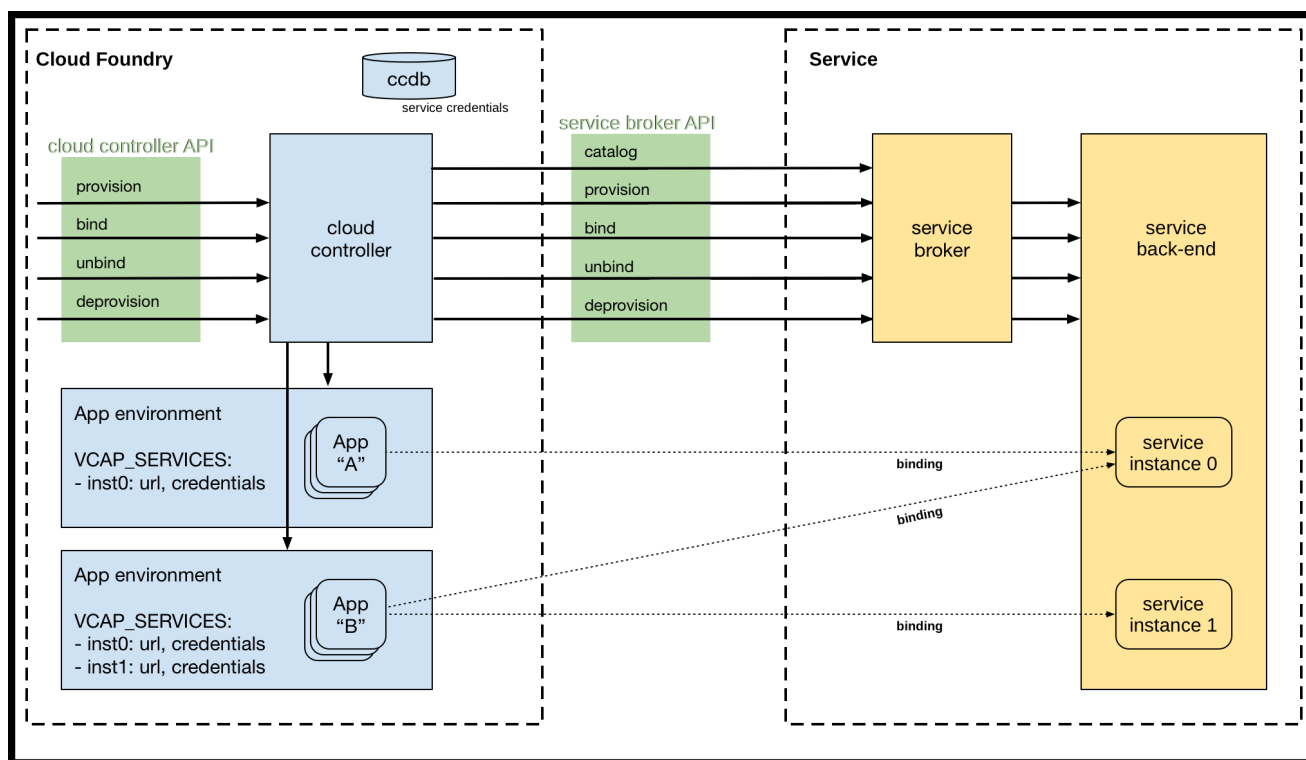 Cloud Foundry
ccdb
service credentials
cloud controller API
provision
bind
unbind
deprovision
cloud
controller
service broker API
catalog
provision
bind
unbind
deprovision
Service
service
broker
service
back-end
App environment
VCAP_SERVICES:
- inst0: url, credentials
App
“A”
binding
service
instance 0
binding
App environment
VCAP_SERVICES:
- inst0: url, credentials
- inst1: url, credentials
App
“B”
binding
service
instance 1